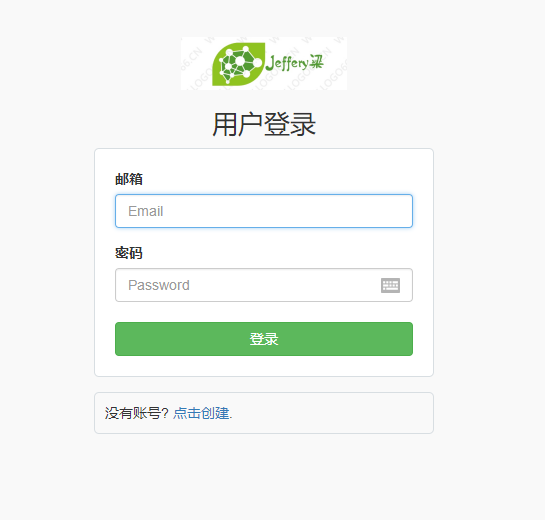 Jeffery梁
用户登录
邮箱
Email
密码
Password
登录
没有账号? 点击创建.